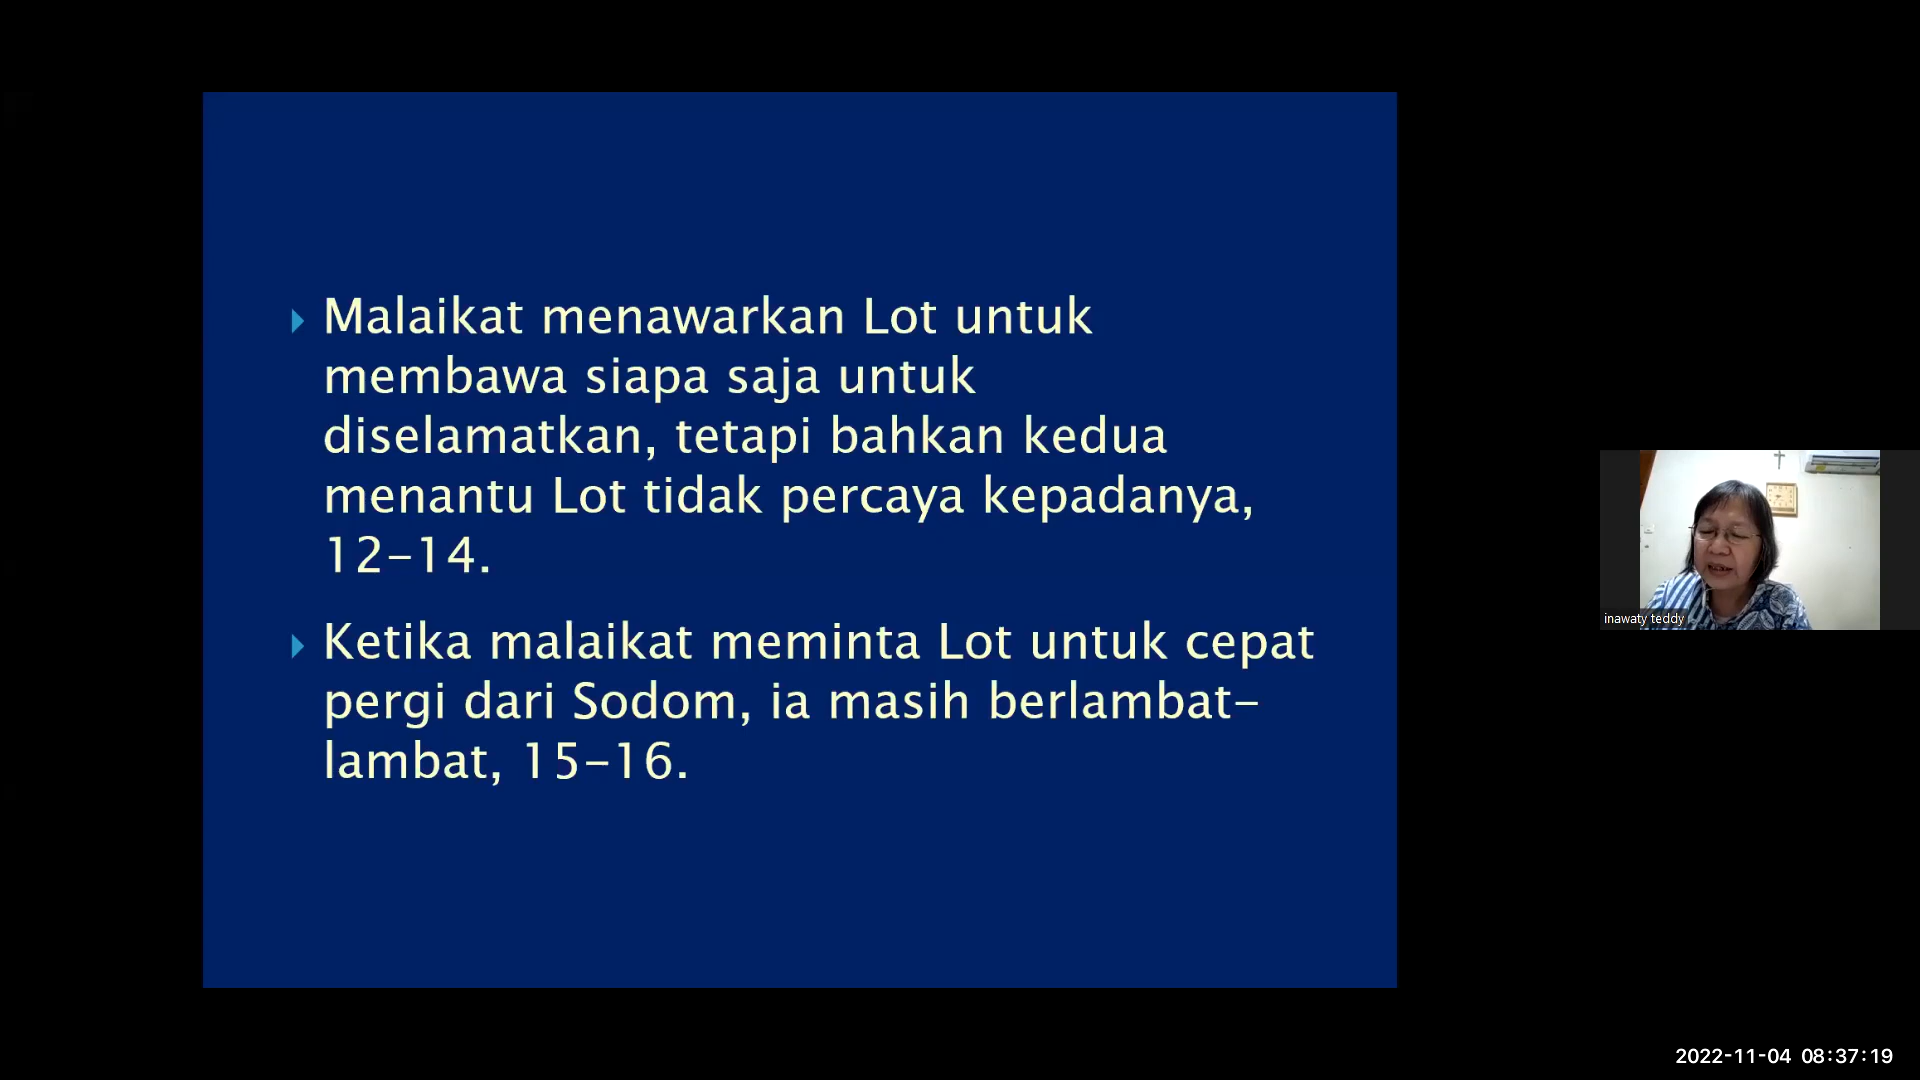 Malaikat menawarkan Lot untuk
membawa siapa saja untuk
diselamatkan, tetapi bahkan kedua
menantu Lot tidak percaya kepadanya,
12-14.
Ketika malaikat meminta Lot untuk cepat
pergi dari Sodom, ia masih berlambat-
lambat, 15-16.
inawaty teddy
2022-11-04 08:37:19